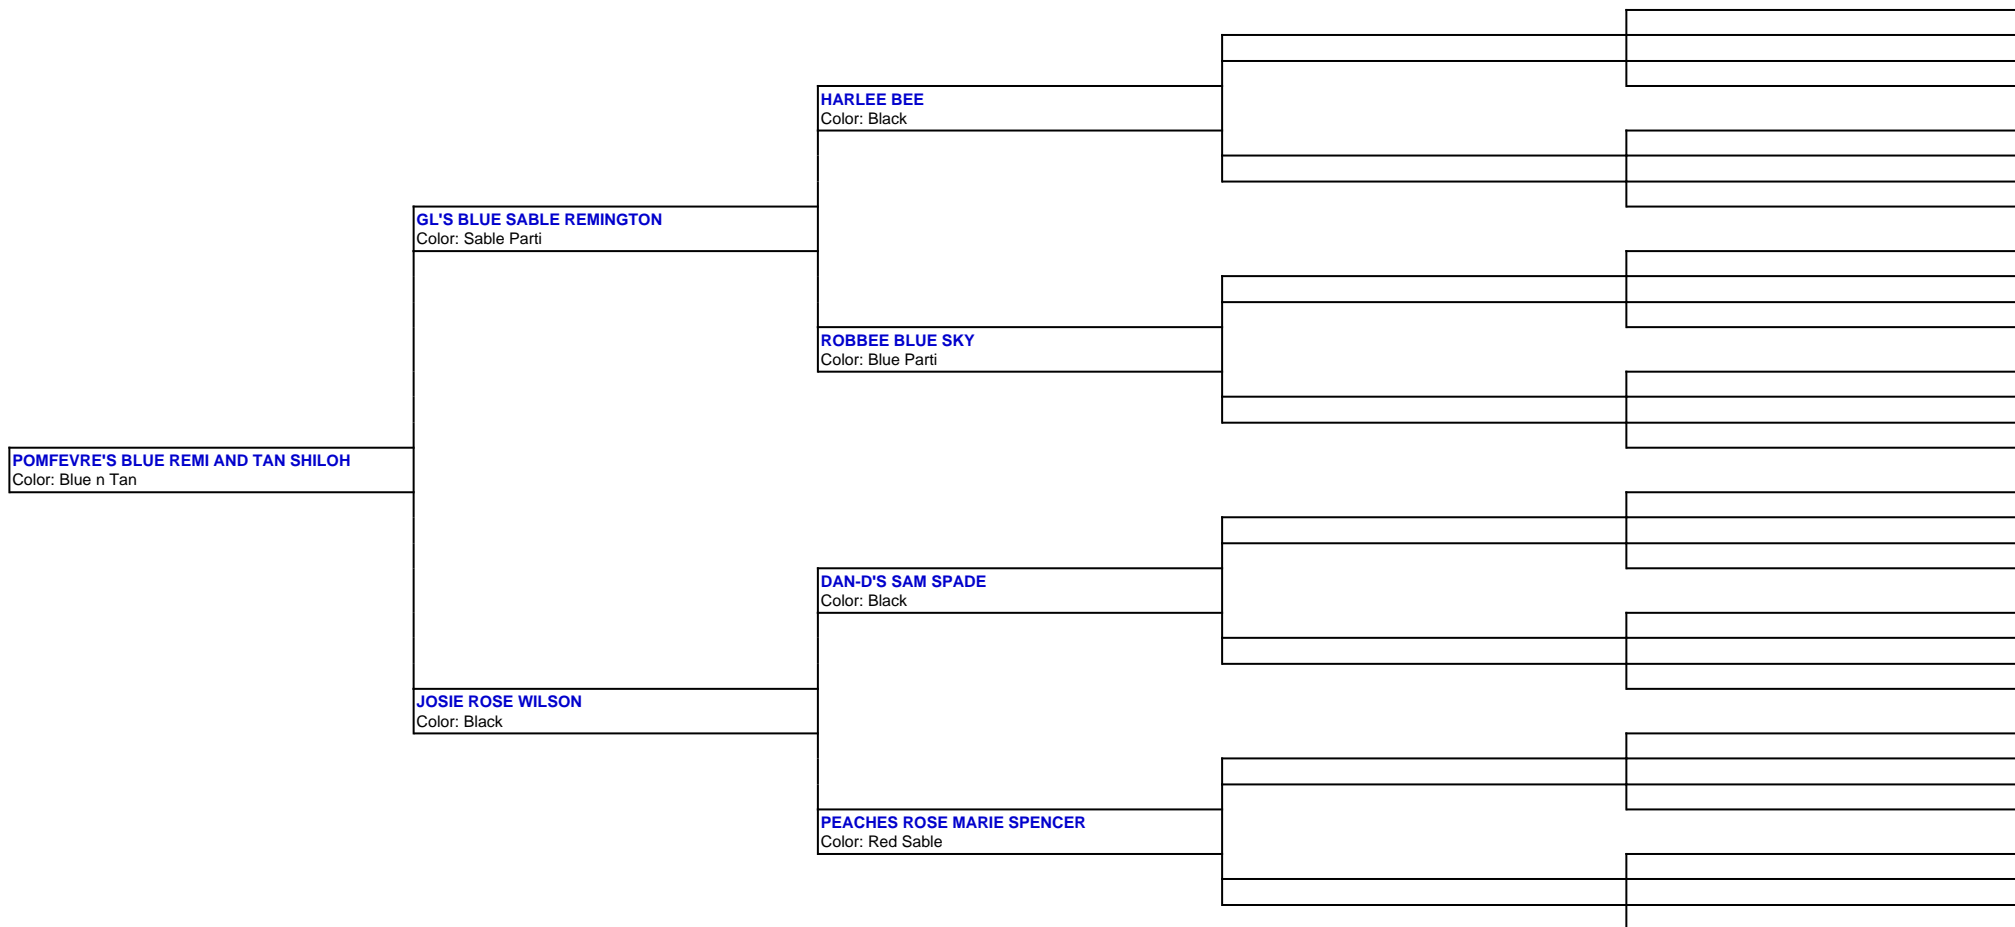 HARLEE BEE
Color: Black
GL'S BLUE SABLE REMINGTON
Color: Sable Parti
ROBBEE BLUE SKY
Color: Blue Parti
POMFEVRE'S BLUE REMI AND TAN SHILOH
Color: Blue n Tan
DAN-D'S SAM SPADE
Color: Black
JOSIE ROSE WILSON
Color: Black
PEACHES ROSE MARIE SPENCER
Color: Red Sable